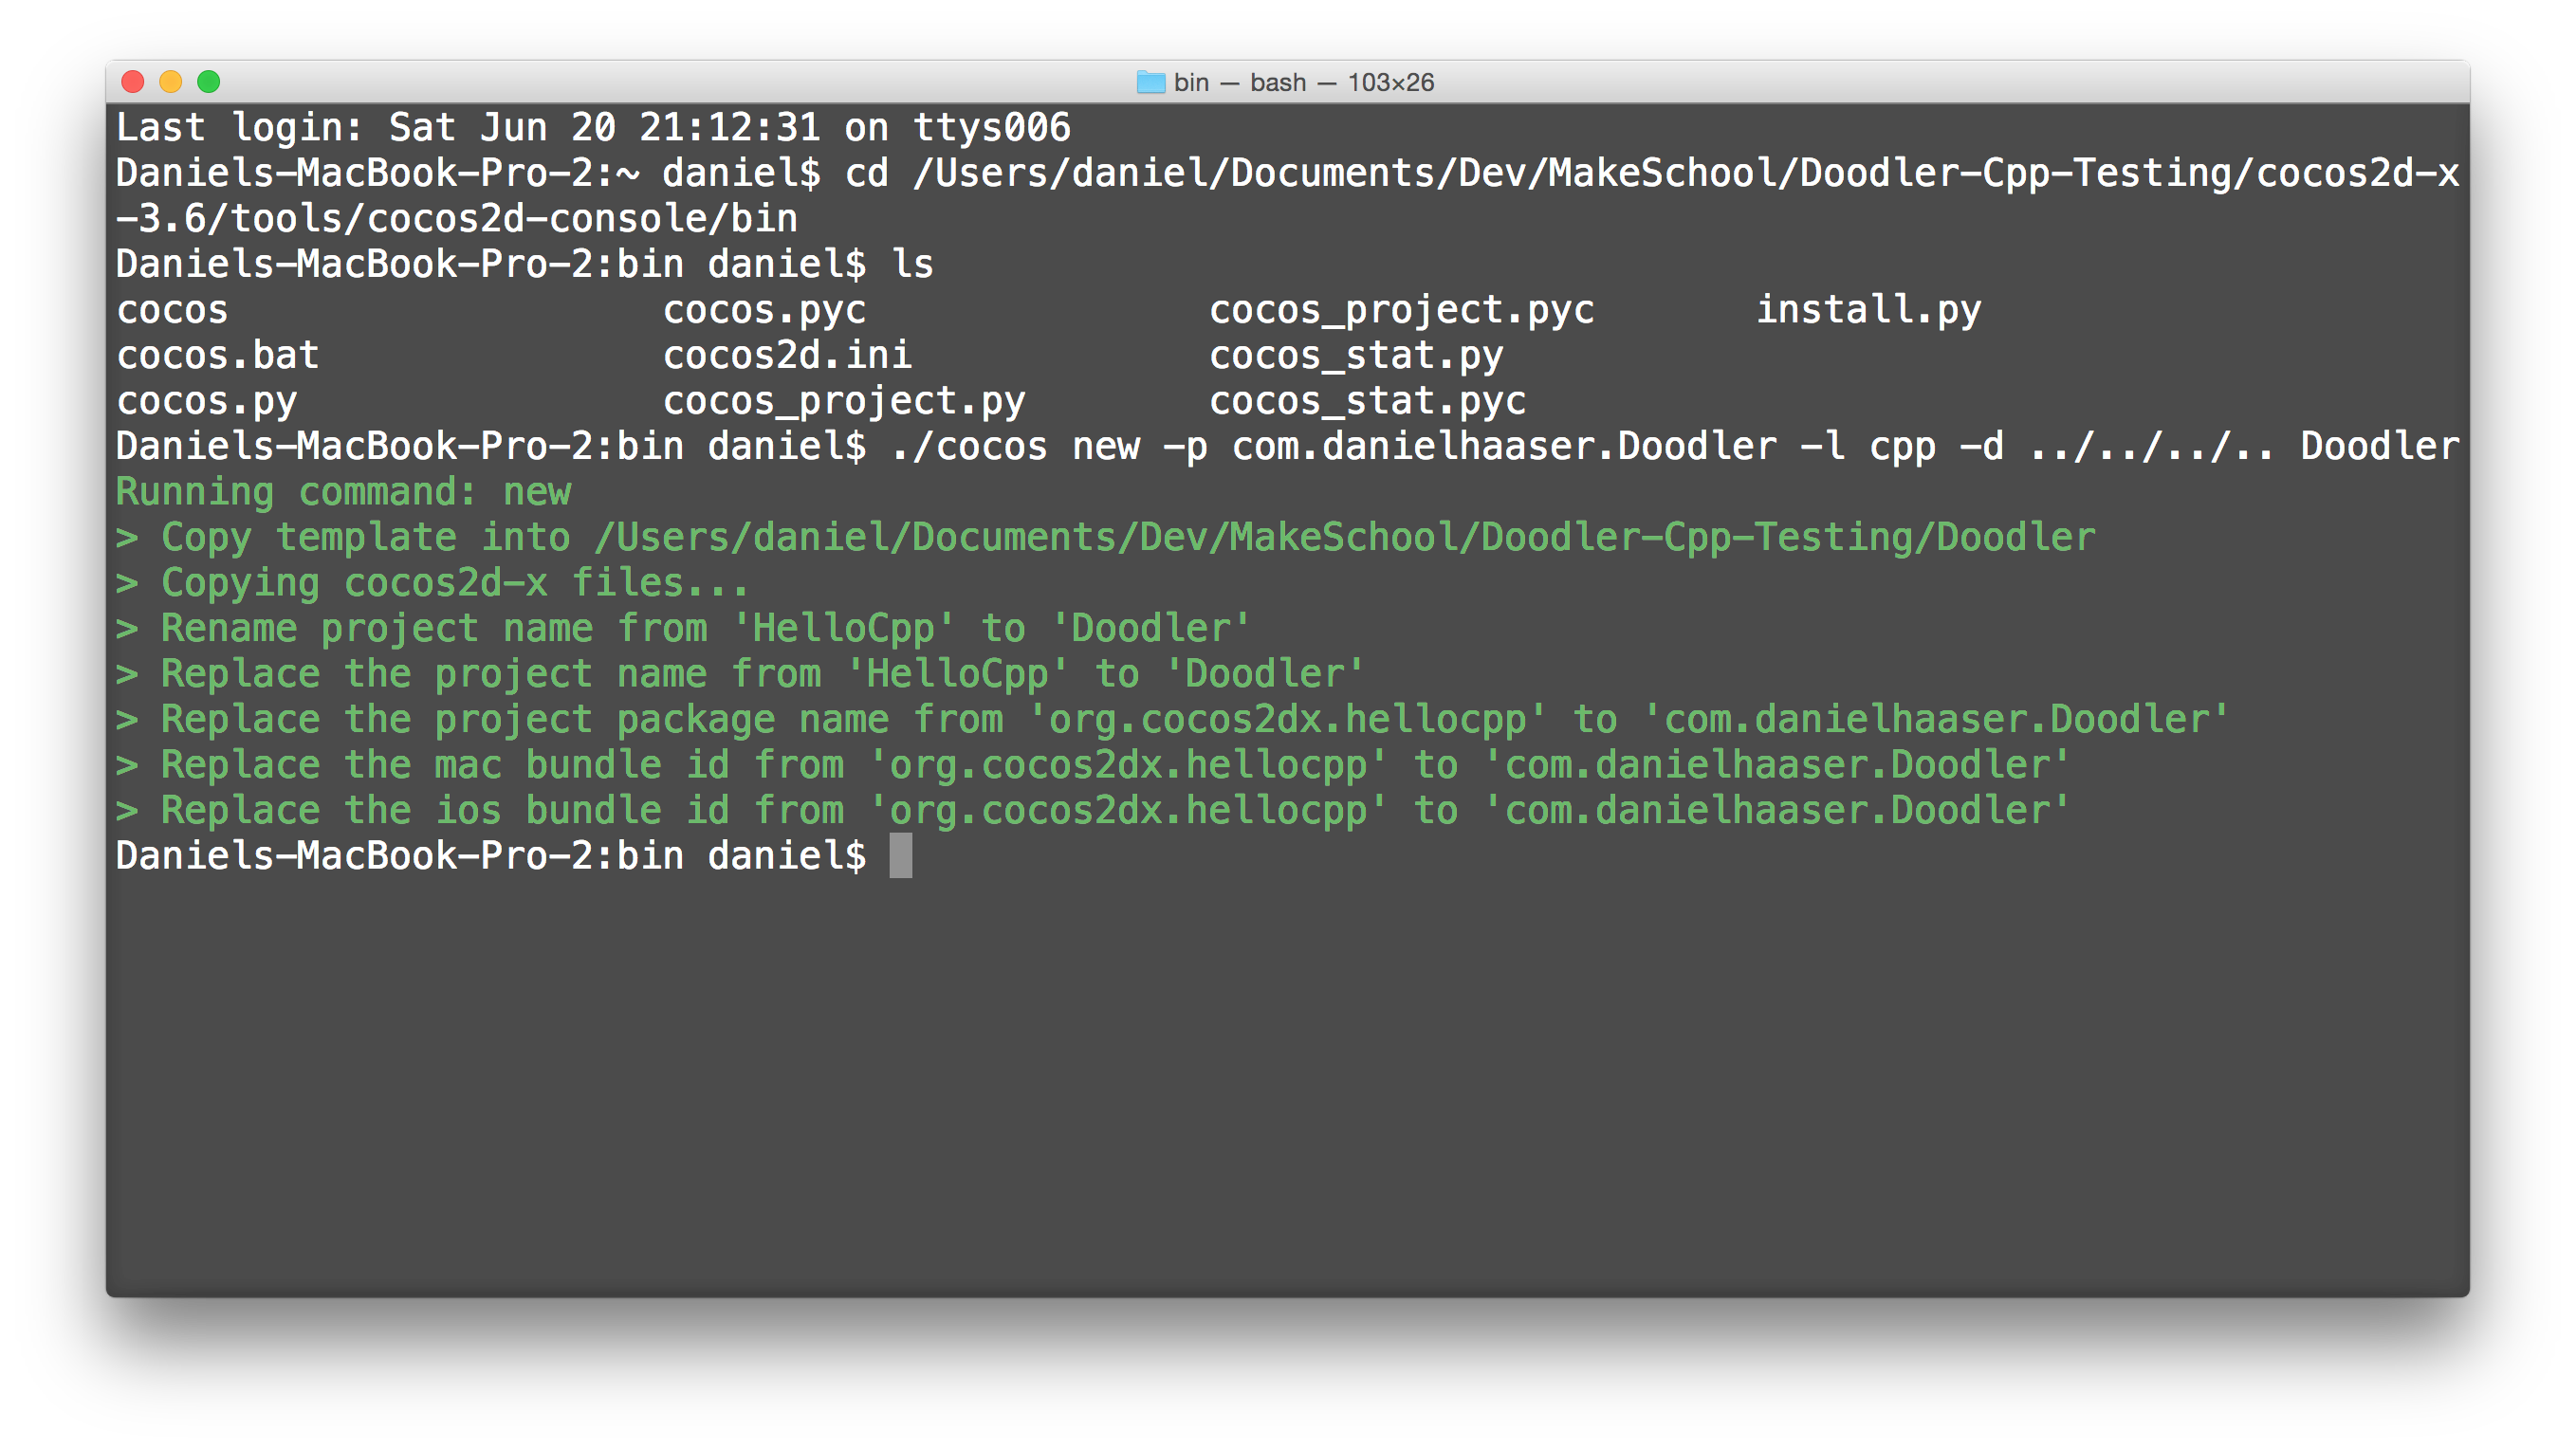 bin — bash — 103×26
Last login: Sat Jun 20 21:12:31 on ttys006
Daniels-MacBook-Pro-2:~ daniel$ cd /Users/daniel/Documents/Dev/MakeSchool/Doodler-Cpp-Testing/cocos2d-x
-3.6/tools/cocos2d-console/bin
Daniels-MacBook-Pro-2:bin daniel$ ls
cocos cocos.pyc cocos_project.pyc install.py
cocos.bat cocos2d.ini cocos_stat.py
cocos.py cocos_project.py cocos_stat.pyc
Daniels-MacBook-Pro-2:bin daniel$ ./cocos new -p com.danielhaaser.Doodler -l cpp -d ../../../.. Doodler
Running command: new
> Copy template into /Users/daniel/Documents/Dev/MakeSchool/Doodler-Cpp-Testing/Doodler
> Copying cocos2d-x files...
> Rename project name from 'HelloCpp' to 'Doodler'
> Replace the project name from 'HelloCpp' to 'Doodler'
> Replace the project package name from 'org.cocos2dx.hellocpp' to 'com.danielhaaser.Doodler'
> Replace the mac bundle id from 'org.cocos2dx.hellocpp' to 'com.danielhaaser.Doodler'
> Replace the ios bundle id from 'org.cocos2dx.hellocpp' to 'com.danielhaaser.Doodler'
Daniels-MacBook-Pro-2:bin daniel$